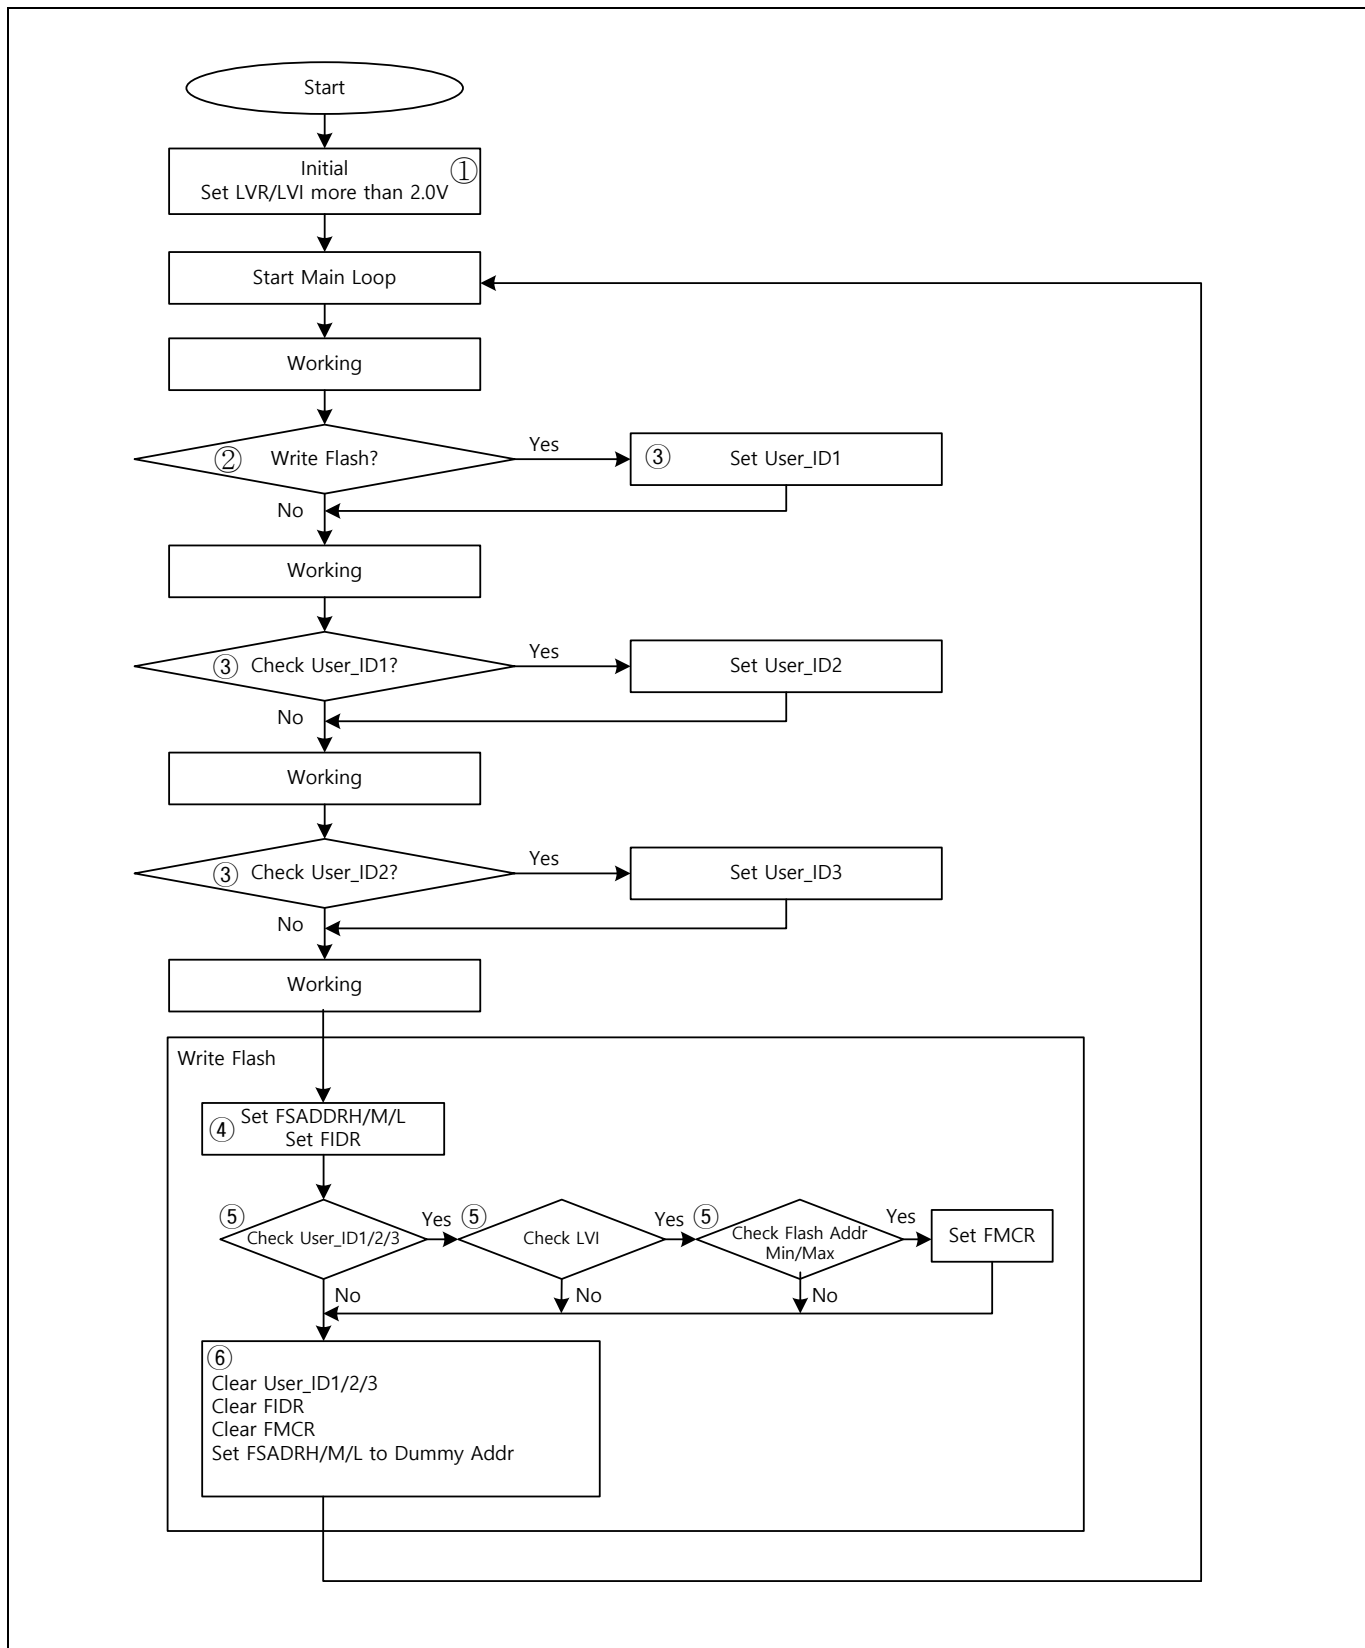 Start
Initial ①
Set LVR/LVI more than 2.0V
Start Main Loop
Working
② Write Flash?
Yes
③ Set User_ID1
No
Working
③ Check User_ID1?
Yes
Set User_ID2
No
Working
③ Check User_ID2?
Yes
Set User_ID3
No
Working
Write Flash
④ Set FSADDRH/M/L
Set FIDR
⑤ Check User_ID1/2/3
Yes
⑤ Check LVI
Yes
⑤ Check Flash Addr
Min/Max
Yes
Set FMCR
No
No
No
⑥
Clear User_ID1/2/3
Clear FIDR
Clear FMCR
Set FSADRH/M/L to Dummy Addr